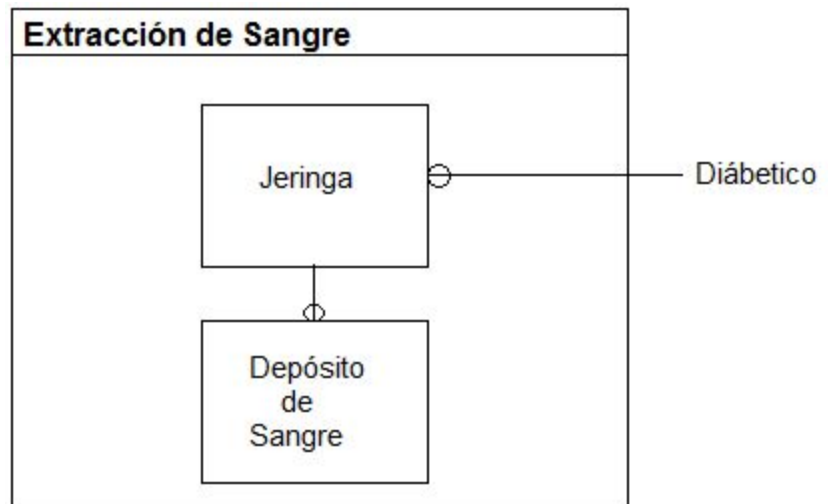 Extracción de Sangre
Jeringa
Diábetico
Depósito
de
Sangre